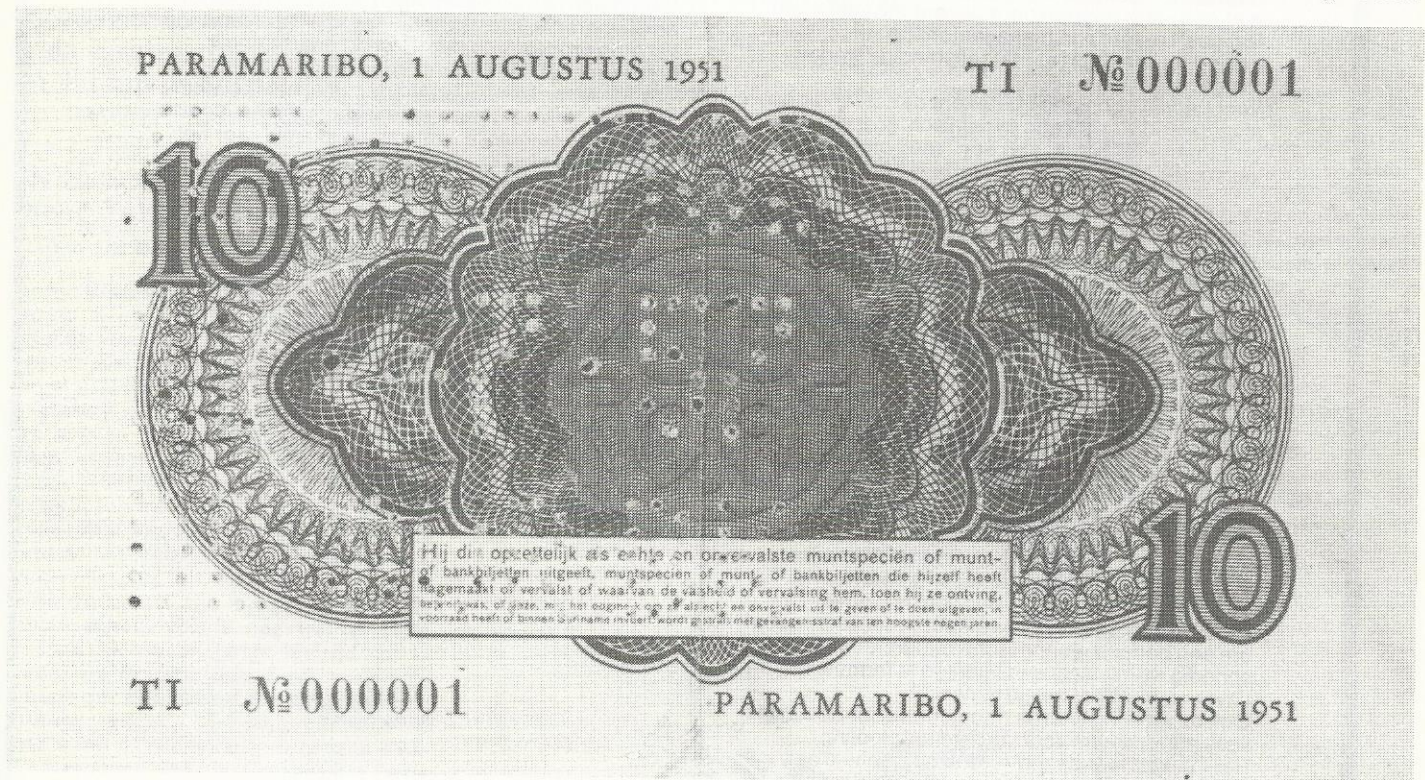 PARAMARIBO, 1 AUGUSTUS 1951
TI № 000001
10
Hij die opzettelijk als echte en onvervalste muntspeciën of munt-
of bankbiljetten uitgeeft, muntspeciën of munt- of bankbiljetten die hijzelf heeft
nagemaakt of vervalst of waarvan de valsheid of vervalsing hem, toen hij ze ontving,
bekend was, of deze, met het oogmerk om ze als echt en onvervalst uit te geven of te doen uitgeven, in
voorraad heeft of binnen Suriname invoert, wordt gestraft met gevangenisstraf van ten hoogste negen jaren.
10
TI № 000001
PARAMARIBO, 1 AUGUSTUS 1951